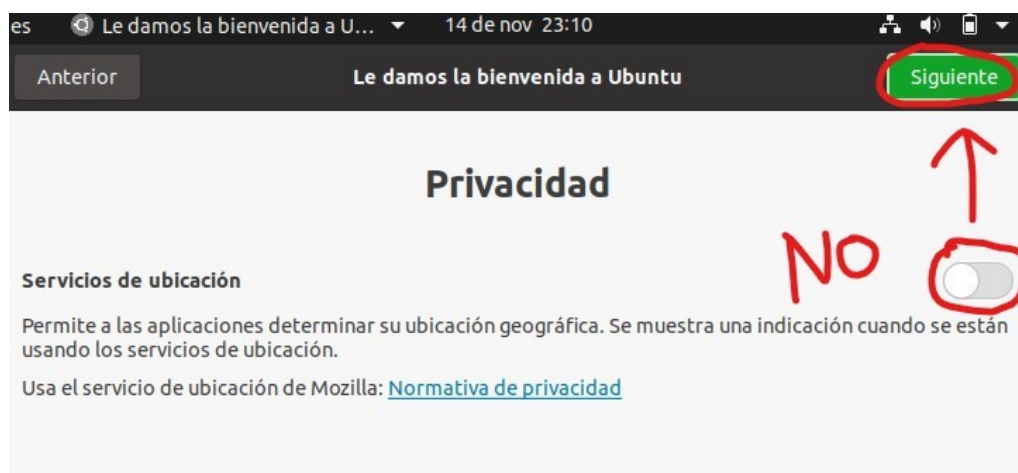 es Le damos la bienvenida a U... 14 de nov 23:10
Anterior Le damos la bienvenida a Ubuntu Siguiente
Privacidad
NO
Servicios de ubicación
Permite a las aplicaciones determinar su ubicación geográfica. Se muestra una indicación cuando se están
usando los servicios de ubicación.
Usa el servicio de ubicación de Mozilla: Normativa de privacidad